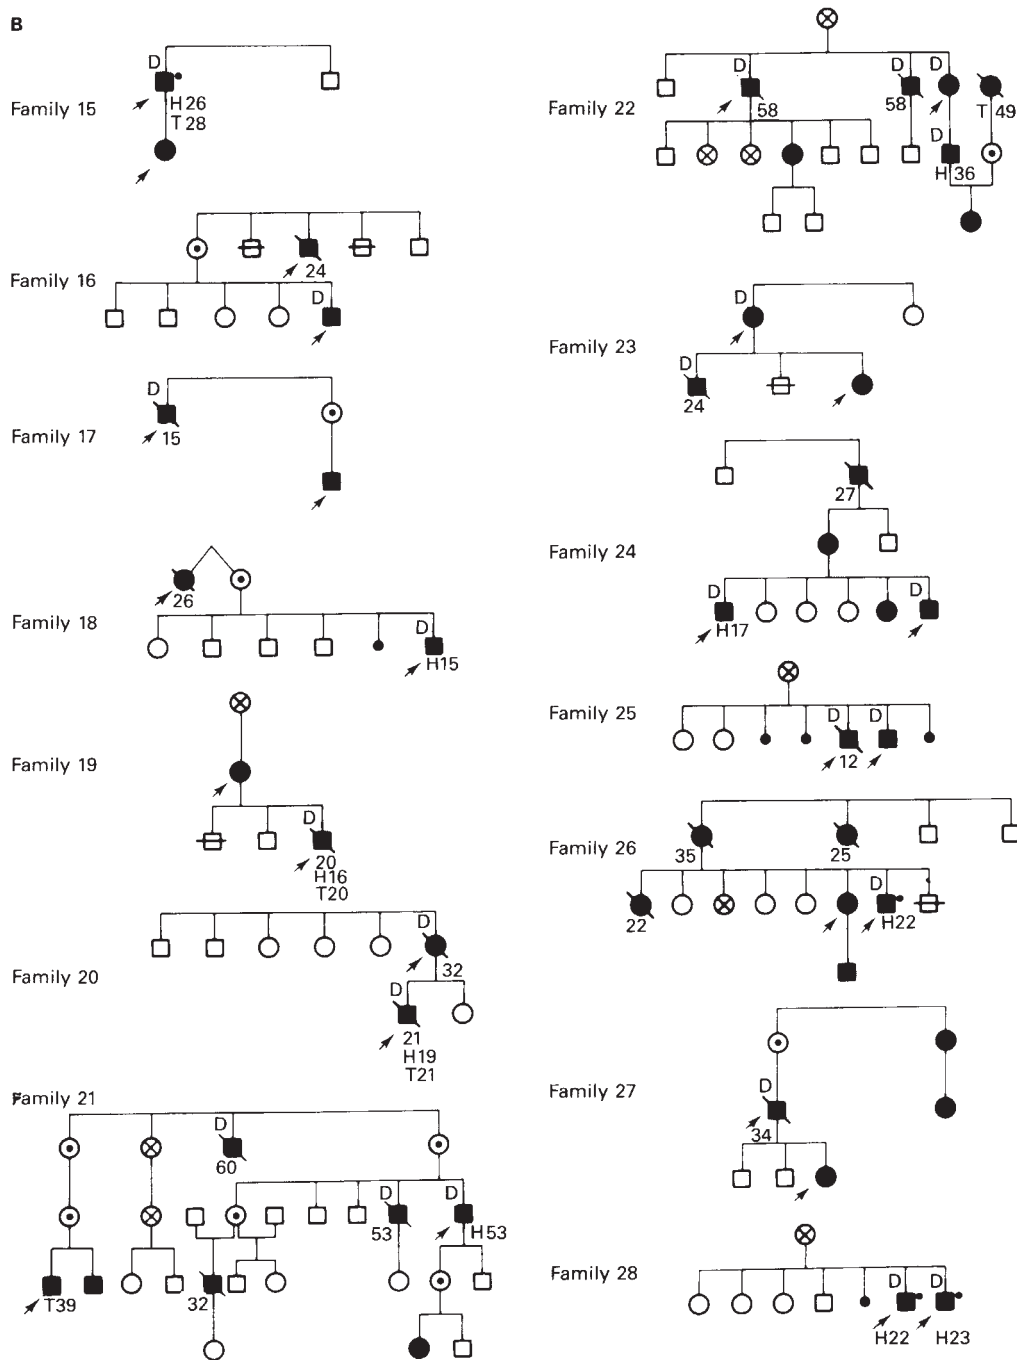 B
Family 15
D
H 26
T 28
Family 16
24
D
Family 17
D
15
Family 18
26
D
H15
Family 19
D
20
H16
T20
Family 20
D
32
D
21
H19
T21
Family 21
D
60
D
53
D
H 53
T39
32
Family 22
D
58
D
58
D
T 49
D
H 36
Family 23
D
D
24
Family 24
27
D
H17
D
Family 25
D
12
D
Family 26
35
25
22
D
H22
Family 27
D
34
Family 28
D
H22
D
H23